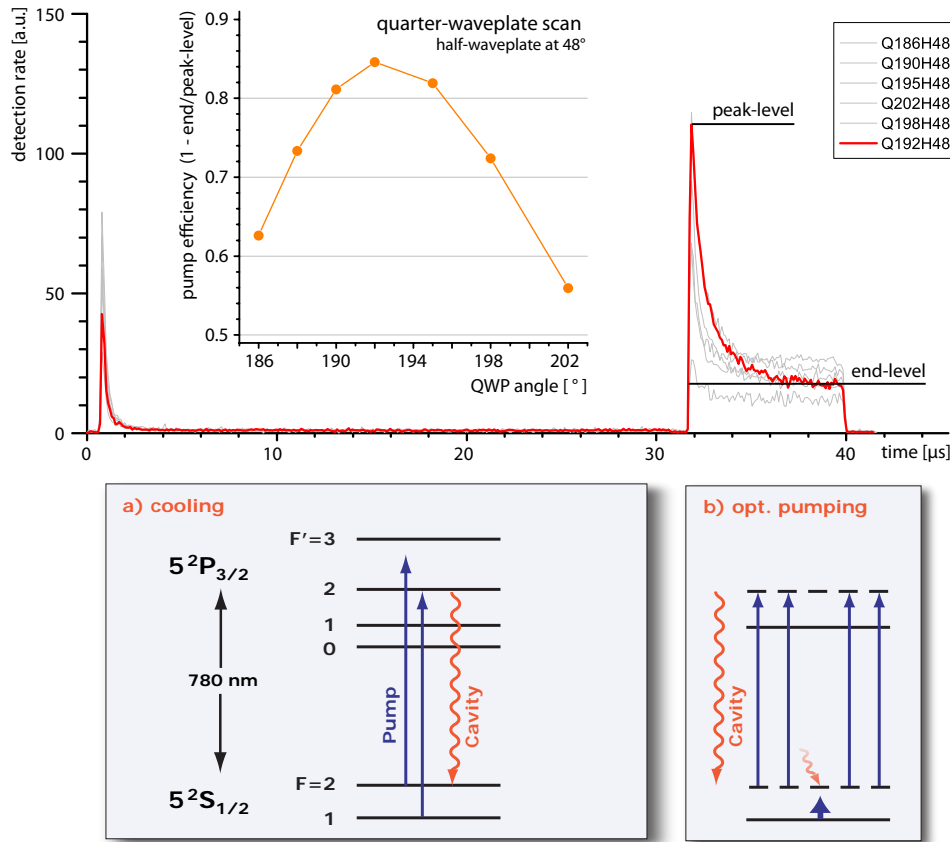 150
100
50
0
detection rate [a.u.]
0.9
0.8
0.7
0.6
0.5
pump efficiency (1 - end/peak-level)
quarter-waveplate scan
half-waveplate at 48°
186
190
194
198
202
QWP angle [ ° ]
peak-level
end-level
Q186H48
Q190H48
Q195H48
Q202H48
Q198H48
Q192H48
0
10
20
30
40
time [µs]
a) cooling
5²P3/2
780 nm
5²S1/2
F'=3
2
1
0
Pump
Cavity
F=2
1
b) opt. pumping
Cavity